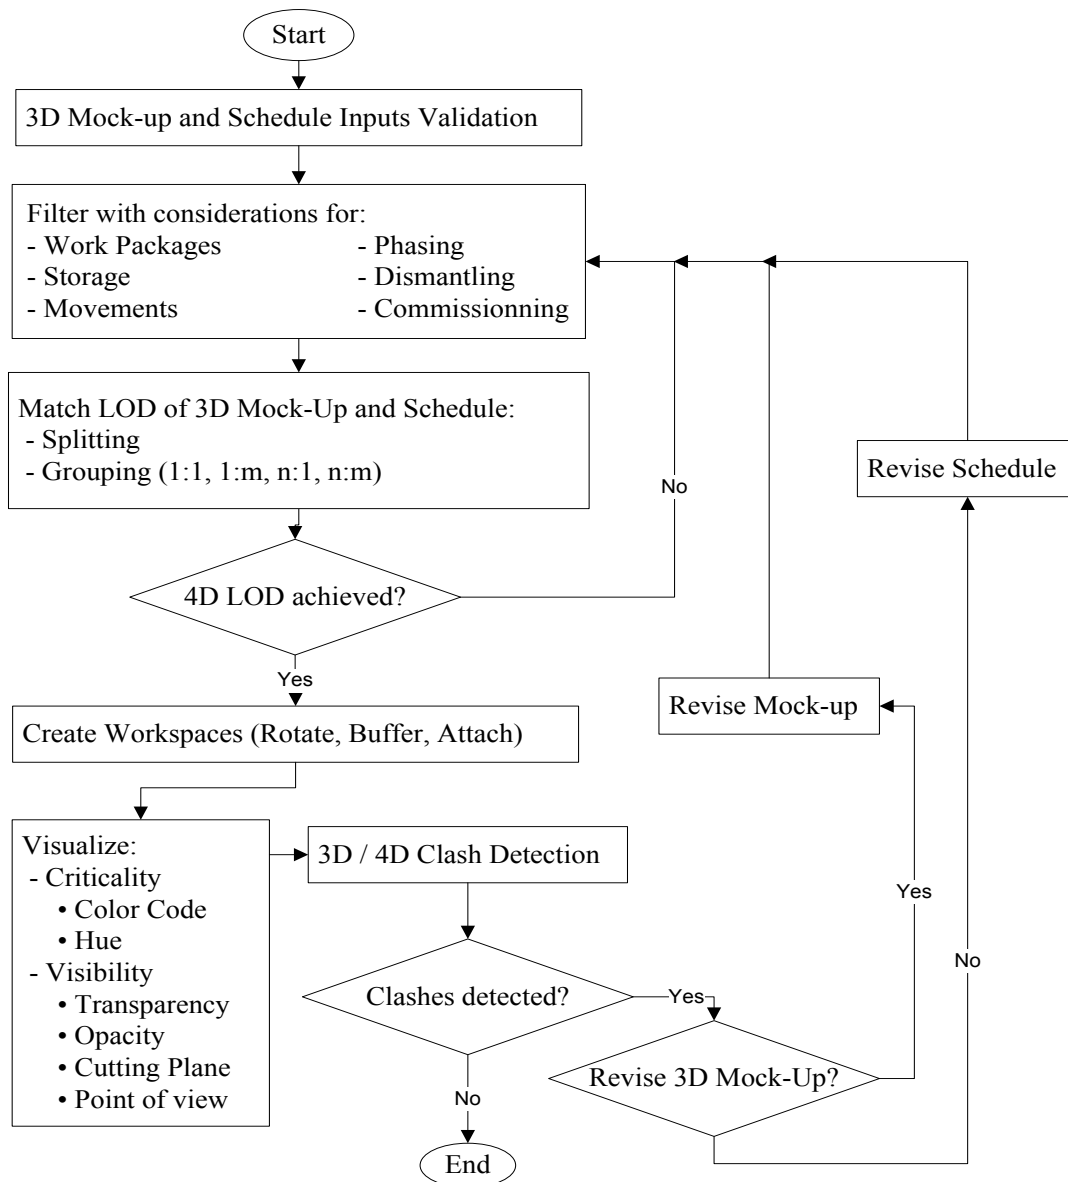 Start
3D Mock-up and Schedule Inputs Validation
Filter with considerations for:
- Work Packages
- Phasing
- Storage
- Dismantling
- Movements
- Commissionning
Match LOD of 3D Mock-Up and Schedule:
- Splitting
- Grouping (1:1, 1:m, n:1, n:m)
No
Revise Schedule
4D LOD achieved?
Yes
Revise Mock-up
Create Workspaces (Rotate, Buffer, Attach)
Visualize:
- Criticality
• Color Code
• Hue
- Visibility
• Transparency
• Opacity
• Cutting Plane
• Point of view
3D / 4D Clash Detection
Yes
No
Clashes detected?
Yes
Revise 3D Mock-Up?
No
End